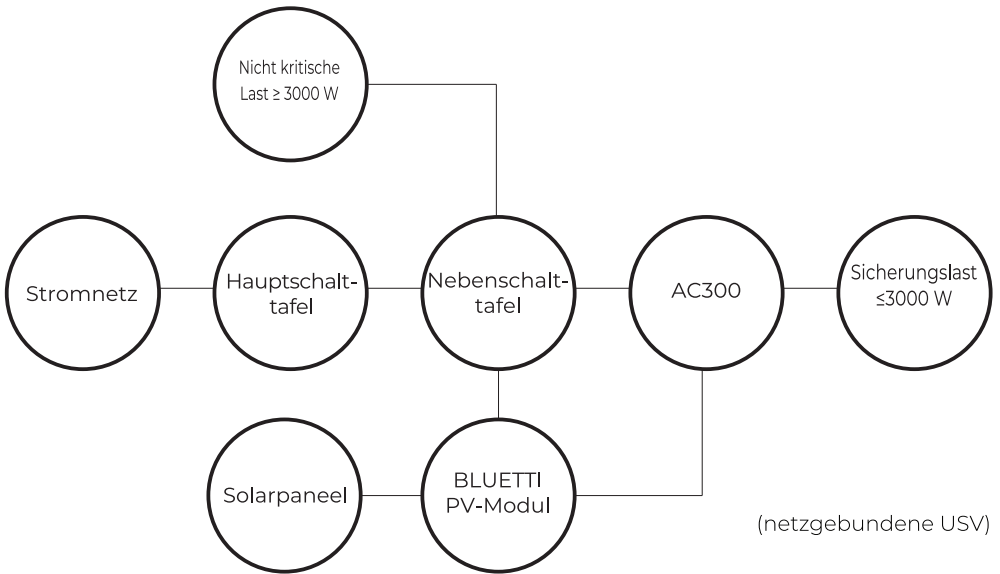 Nicht kritische
Last ≥ 3000 W
Stromnetz
Hauptschalt-
tafel
Nebenschalt-
tafel
AC300
Sicherungslast
≤3000 W
Solarpaneel
BLUETTI
PV-Modul
(netzgebundene USV)